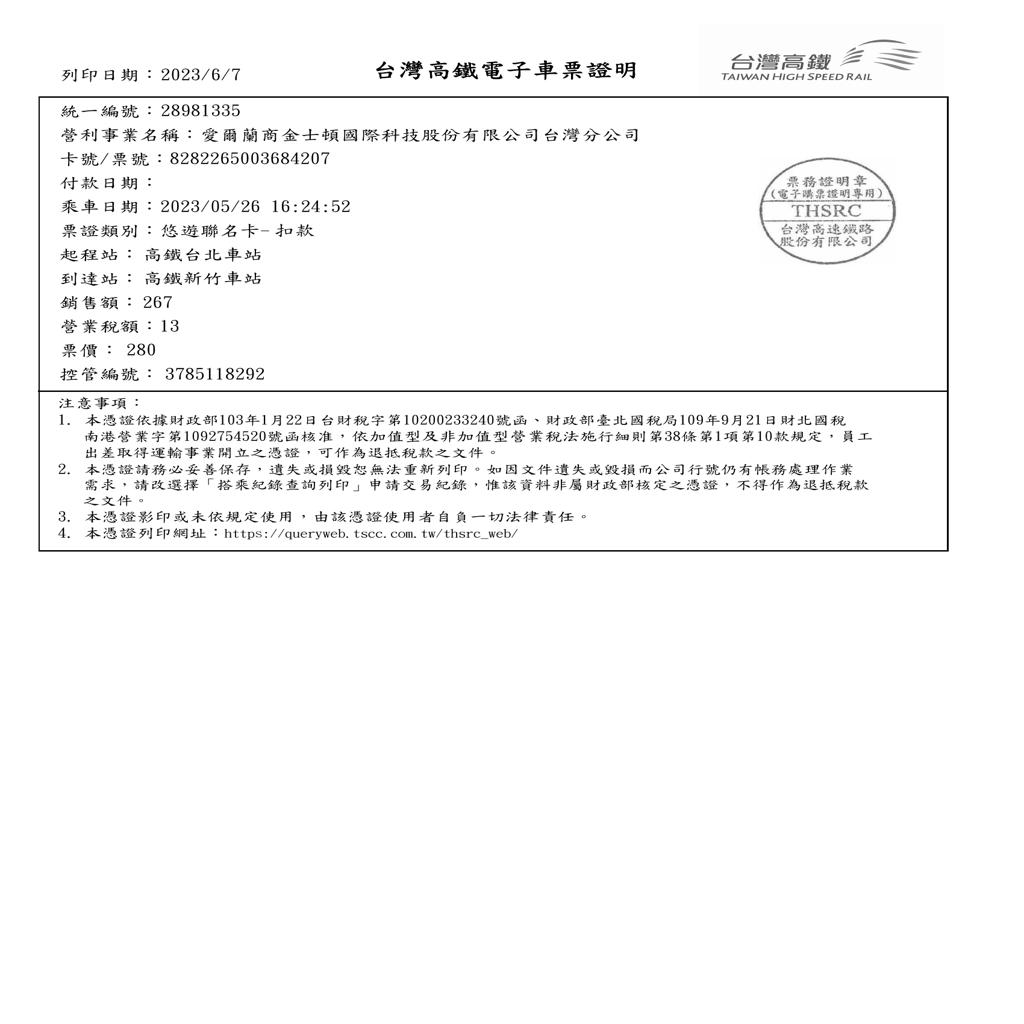 列印日期：2023/6/7
台灣高鐵電子車票證明
台灣高鐵
TAIWAN HIGH SPEED RAIL
統一編號：28981335
營利事業名稱：愛爾蘭商金士頓國際科技股份有限公司台灣分公司
卡號/票號：8282265003684207
付款日期：
乘車日期：2023/05/26 16:24:52
票證類別：悠遊聯名卡-扣款
起程站： 高鐵台北車站
到達站： 高鐵新竹車站
銷售額：267
營業稅額：13
票價： 280
控管編號： 3785118292
票務證明章
(電子購票證明專用)
THSRC
台灣高速鐵路
股份有限公司
注意事項：
1. 本憑證依據財政部103年1月22日台財稅字第10200233240號函、財政部臺北國稅局109年9月21日財北國稅
南港營業字第1092754520號函核准，依加值型及非加值型營業稅法施行細則第38條第1項第10款規定，員工
出差取得運輸事業開立之憑證，可作為退抵稅款之文件。
2. 本憑證請務必妥善保存，遺失或損毀恕無法重新列印。如因文件遺失或毀損而公司行號仍有帳務處理作業
需求，請改選擇「搭乘紀錄查詢列印」申請交易紀錄，惟該資料非屬財政部核定之憑證，不得作為退抵稅款
之文件。
3. 本憑證影印或未依規定使用，由該憑證使用者自負一切法律責任。
4. 本憑證列印網址：https://queryweb.tscc.com.tw/thsrc_web/